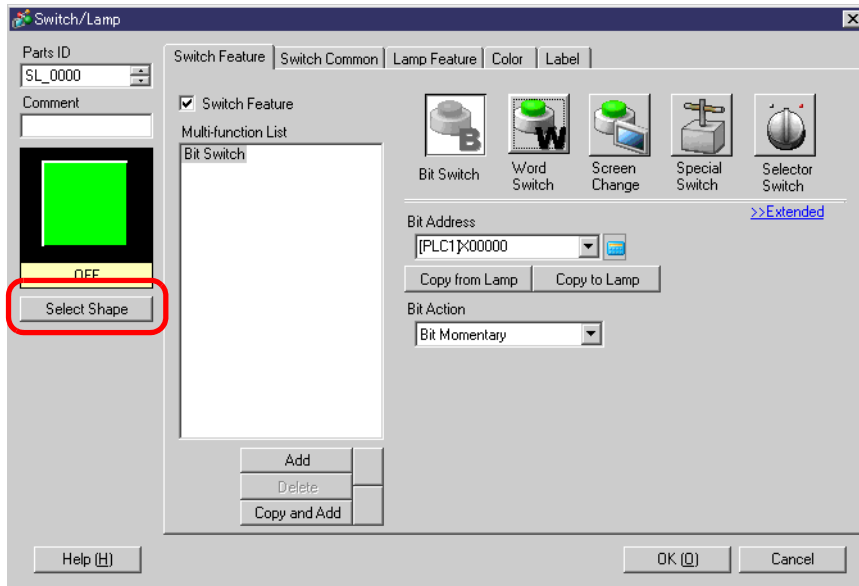 Switch/Lamp
Parts ID
SL_0000
Comment
OFF
Select Shape
Switch Feature Switch Common Lamp Feature Color Label
Switch Feature
Multi-function List
Bit Switch
Add
Delete
Copy and Add
B
W
Bit Switch
Word
Switch
Screen
Change
Special
Switch
Selector
Switch
>>Extended
Bit Address
[PLC1]X00000
Copy from Lamp Copy to Lamp
Bit Action
Bit Momentary
Help (H)
OK (O) Cancel